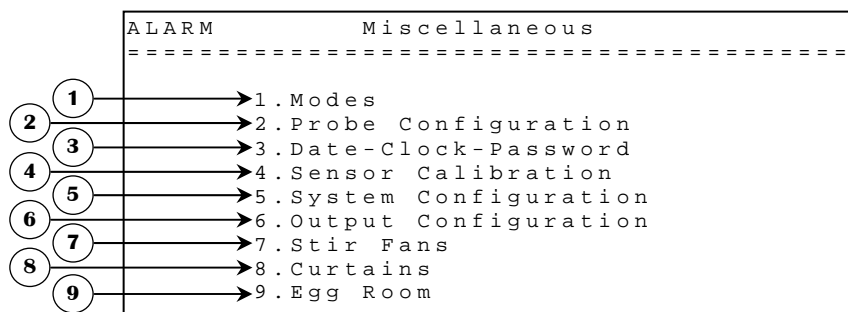 ALARM Miscellaneous
========================================
1 1.Modes
2 2.Probe Configuration
3 3.Date-Clock-Password
4 4.Sensor Calibration
5 5.System Configuration
6 6.Output Configuration
7 7.Stir Fans
8 8.Curtains
9 9.Egg Room